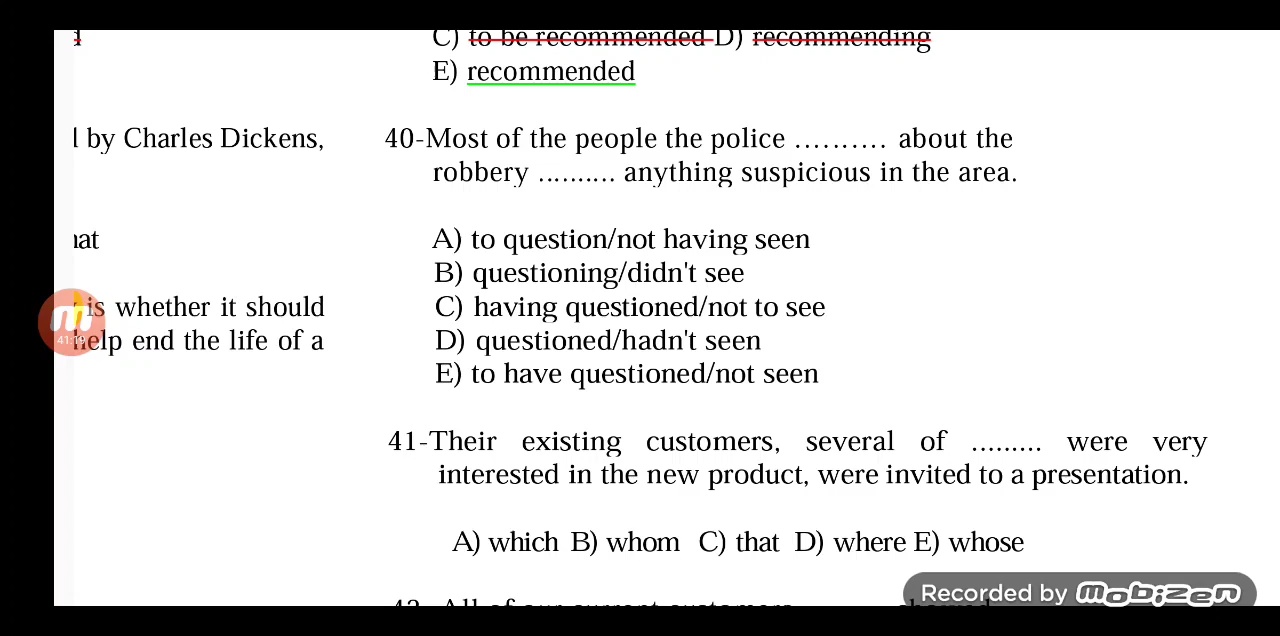 C) to be recommended D) recommending
E) recommended
by Charles Dickens,
is whether it should
help end the life of a
40-Most of the people the police .......... about the
robbery .......... anything suspicious in the area.
A) to question/not having seen
B) questioning/didn't see
C) having questioned/not to see
D) questioned/hadn't seen
E) to have questioned/not seen
41-Their existing customers, several of ......... were very
interested in the new product, were invited to a presentation.
A) which B) whom C) that D) where E) whose
41:19
Recorded by mobizen